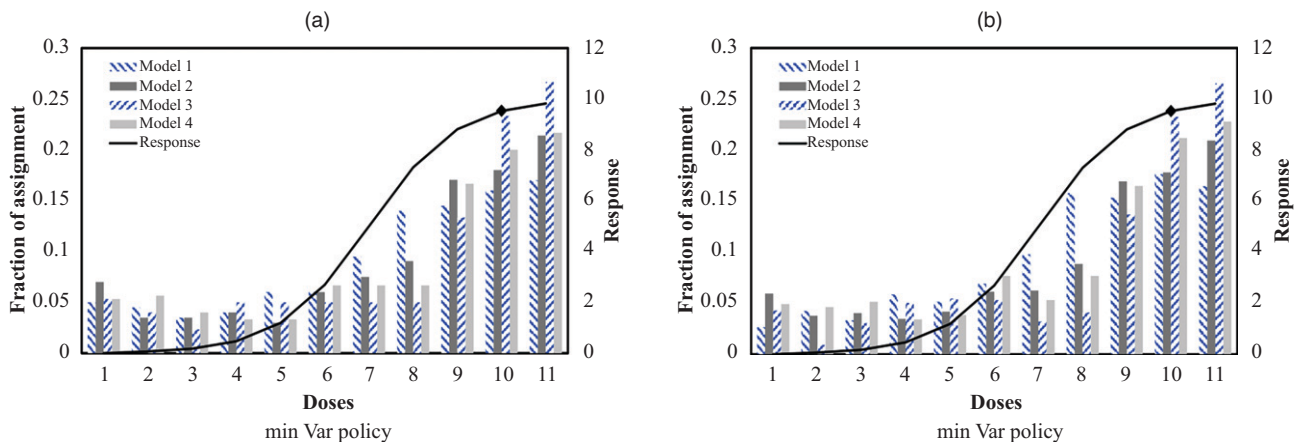 (a)
0.3
0.25
0.2
0.15
0.1
0.05
0
Fraction of assignment
Model 1
Model 2
Model 3
Model 4
Response
12
10
8
6
4
2
0
Response
1 2 3 4 5 6 7 8 9 10 11
Doses
min Var policy
(b)
0.3
0.25
0.2
0.15
0.1
0.05
0
Fraction of assignment
Model 1
Model 2
Model 3
Model 4
Response
12
10
8
6
4
2
0
Response
1 2 3 4 5 6 7 8 9 10 11
Doses
min Var policy